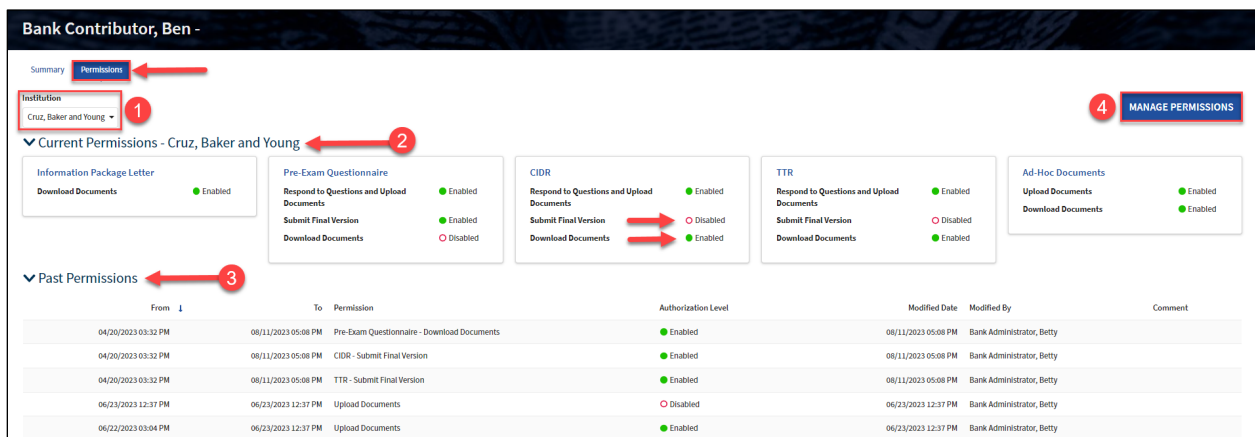 Bank Contributor, Ben -
Summary Permissions
Institution
Cruz, Baker and Young
1
4
MANAGE PERMISSIONS
Current Permissions - Cruz, Baker and Young
2
Information Package Letter
Download Documents Enabled
Pre-Exam Questionnaire
Respond to Questions and Upload Enabled
Documents
Submit Final Version Enabled
Download Documents Disabled
CIDR
Respond to Questions and Upload Enabled
Documents
Submit Final Version Disabled
Download Documents Enabled
TTR
Respond to Questions and Upload Enabled
Documents
Submit Final Version Disabled
Download Documents Enabled
Ad-Hoc Documents
Upload Documents Enabled
Download Documents Enabled
Past Permissions
3
From ↓ To Permission Authorization Level Modified Date Modified By Comment
04/20/2023 03:32 PM 08/11/2023 05:08 PM Pre-Exam Questionnaire - Download Documents Enabled 08/11/2023 05:08 PM Bank Administrator, Betty
04/20/2023 03:32 PM 08/11/2023 05:08 PM CIDR - Submit Final Version Enabled 08/11/2023 05:08 PM Bank Administrator, Betty
04/20/2023 03:32 PM 08/11/2023 05:08 PM TTR - Submit Final Version Enabled 08/11/2023 05:08 PM Bank Administrator, Betty
06/23/2023 12:37 PM 06/23/2023 12:37 PM Upload Documents Disabled 06/23/2023 12:37 PM Bank Administrator, Betty
06/22/2023 03:04 PM 06/23/2023 12:37 PM Upload Documents Enabled 06/23/2023 12:37 PM Bank Administrator, Betty